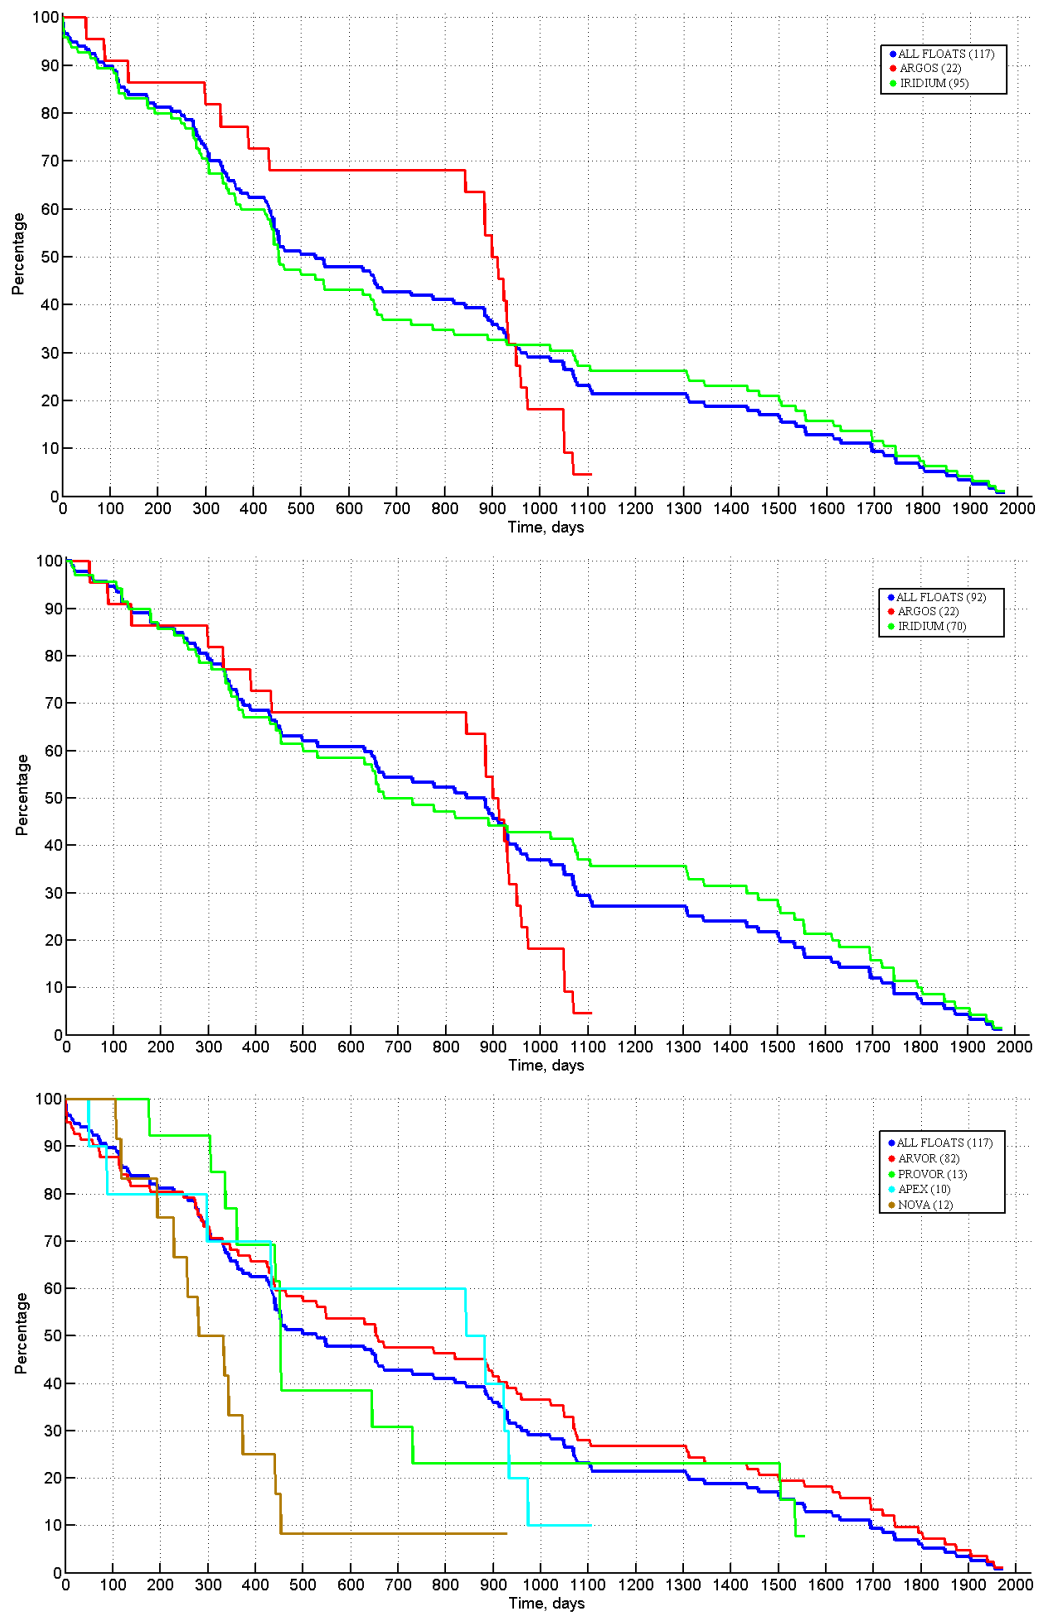 100
90
80
70
60
50
40
30
20
10
0
Percentage
ALL FLOATS (117)
ARGOS (22)
IRIDIUM (95)
0 100 200 300 400 500 600 700 800 900 1000 1100 1200 1300 1400 1500 1600 1700 1800 1900 2000
Time, days
100
90
80
70
60
50
40
30
20
10
0
Percentage
ALL FLOATS (92)
ARGOS (22)
IRIDIUM (70)
0 100 200 300 400 500 600 700 800 900 1000 1100 1200 1300 1400 1500 1600 1700 1800 1900 2000
Time, days
100
90
80
70
60
50
40
30
20
10
0
Percentage
ALL FLOATS (117)
ARVOR (82)
PROVOR (13)
APEX (10)
NOVA (12)
0 100 200 300 400 500 600 700 800 900 1000 1100 1200 1300 1400 1500 1600 1700 1800 1900 2000
Time, days